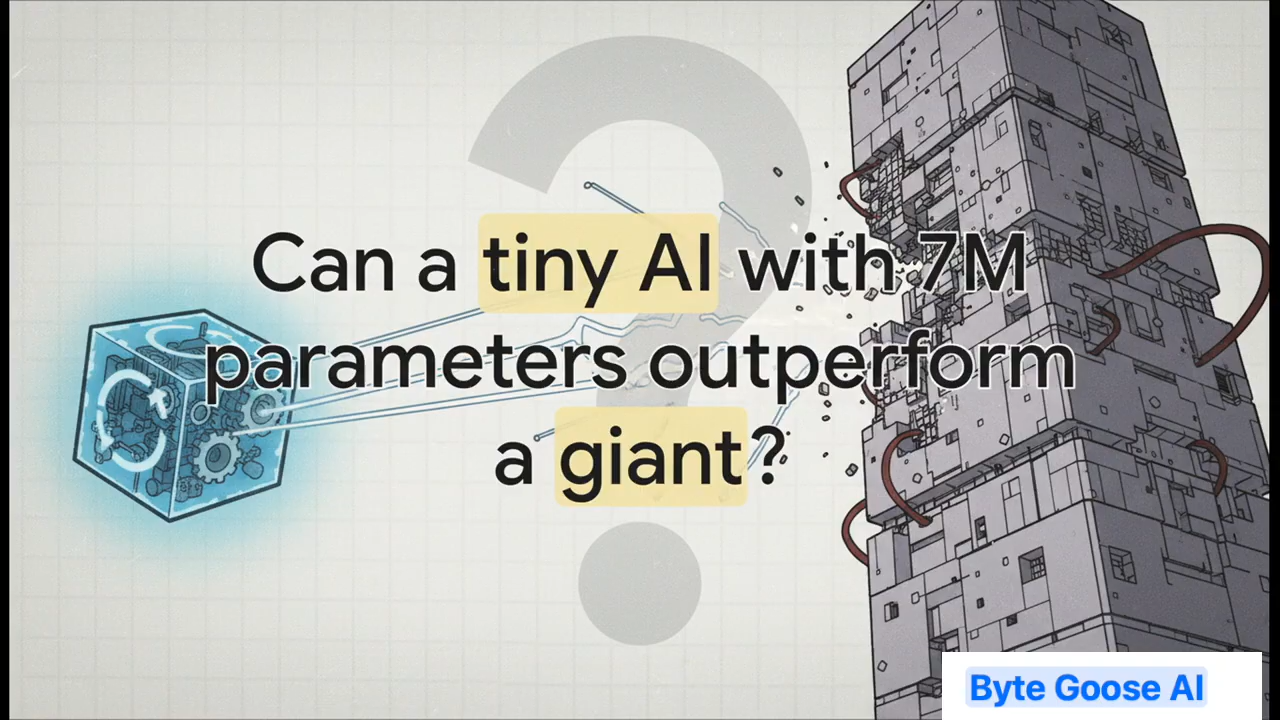 Can a tiny AI with 7M
parameters outperform
a giant?
Byte Goose AI